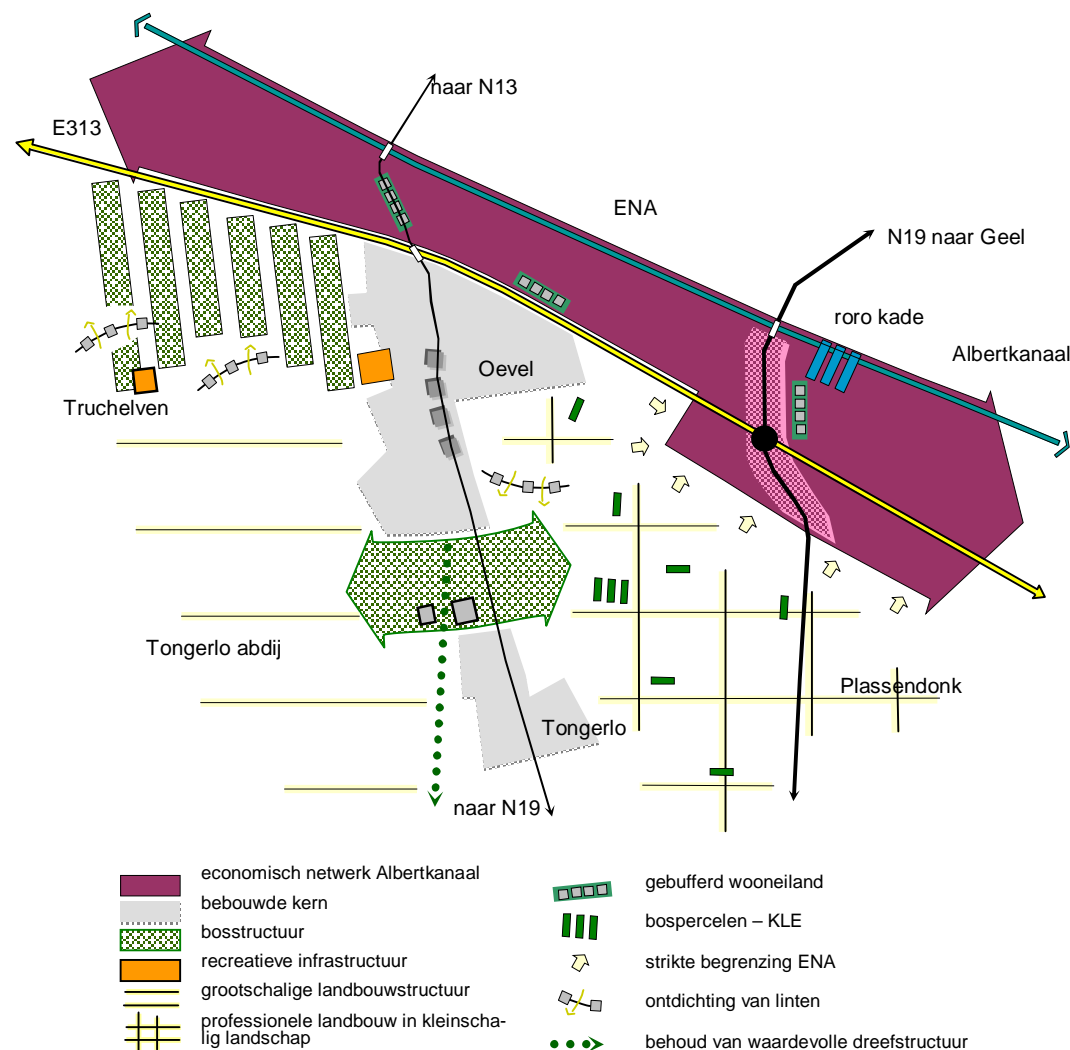 naar N13
E313
ENA
N19 naar Geel
roro kade
Albertkanaal
Oevel
Truchelven
Tongerlo abdij
Plassendonk
Tongerlo
naar N19
economisch netwerk Albertkanaal
bebouwde kern
bosstructuur
recreatieve infrastructuur
grootschalige landbouwstructuur
professionele landbouw in kleinscha-
lig landschap
gebufferd wooneiland
bospercelen – KLE
strikte begrenzing ENA
ontdichting van linten
behoud van waardevolle dreefstructuur